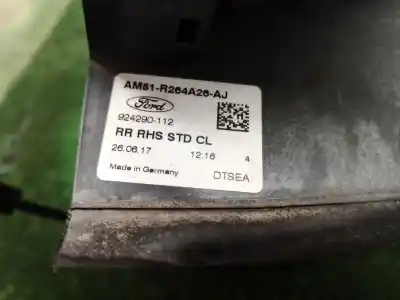 AM51-R264A26-AJ
Ford
924290-112
RR RHS STD CL
26.06.17 12:16 4
Made in Germany DTSEA